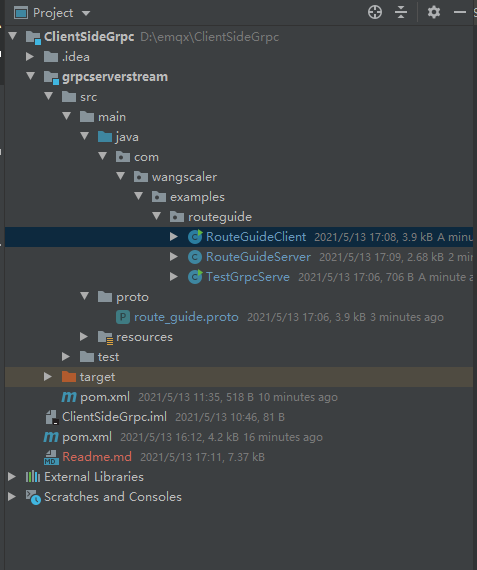 Project
ClientSideGrpc D:\emqx\ClientSideGrpc
.idea
grpcserverstream
src
main
java
com
wangscaler
examples
routeguide
RouteGuideClient 2021/5/13 17:08, 3.9 kB A minu
RouteGuideServer 2021/5/13 17:09, 2.68 kB 2 min
TestGrpcServe 2021/5/13 17:06, 706 B A minute a
proto
route_guide.proto 2021/5/13 17:06, 3.9 kB 3 minutes ago
resources
test
target
pom.xml 2021/5/13 11:35, 518 B 10 minutes ago
ClientSideGrpc.iml 2021/5/13 10:46, 81 B
pom.xml 2021/5/13 16:12, 4.2 kB 16 minutes ago
Readme.md 2021/5/13 17:11, 7.37 kB
External Libraries
Scratches and Consoles